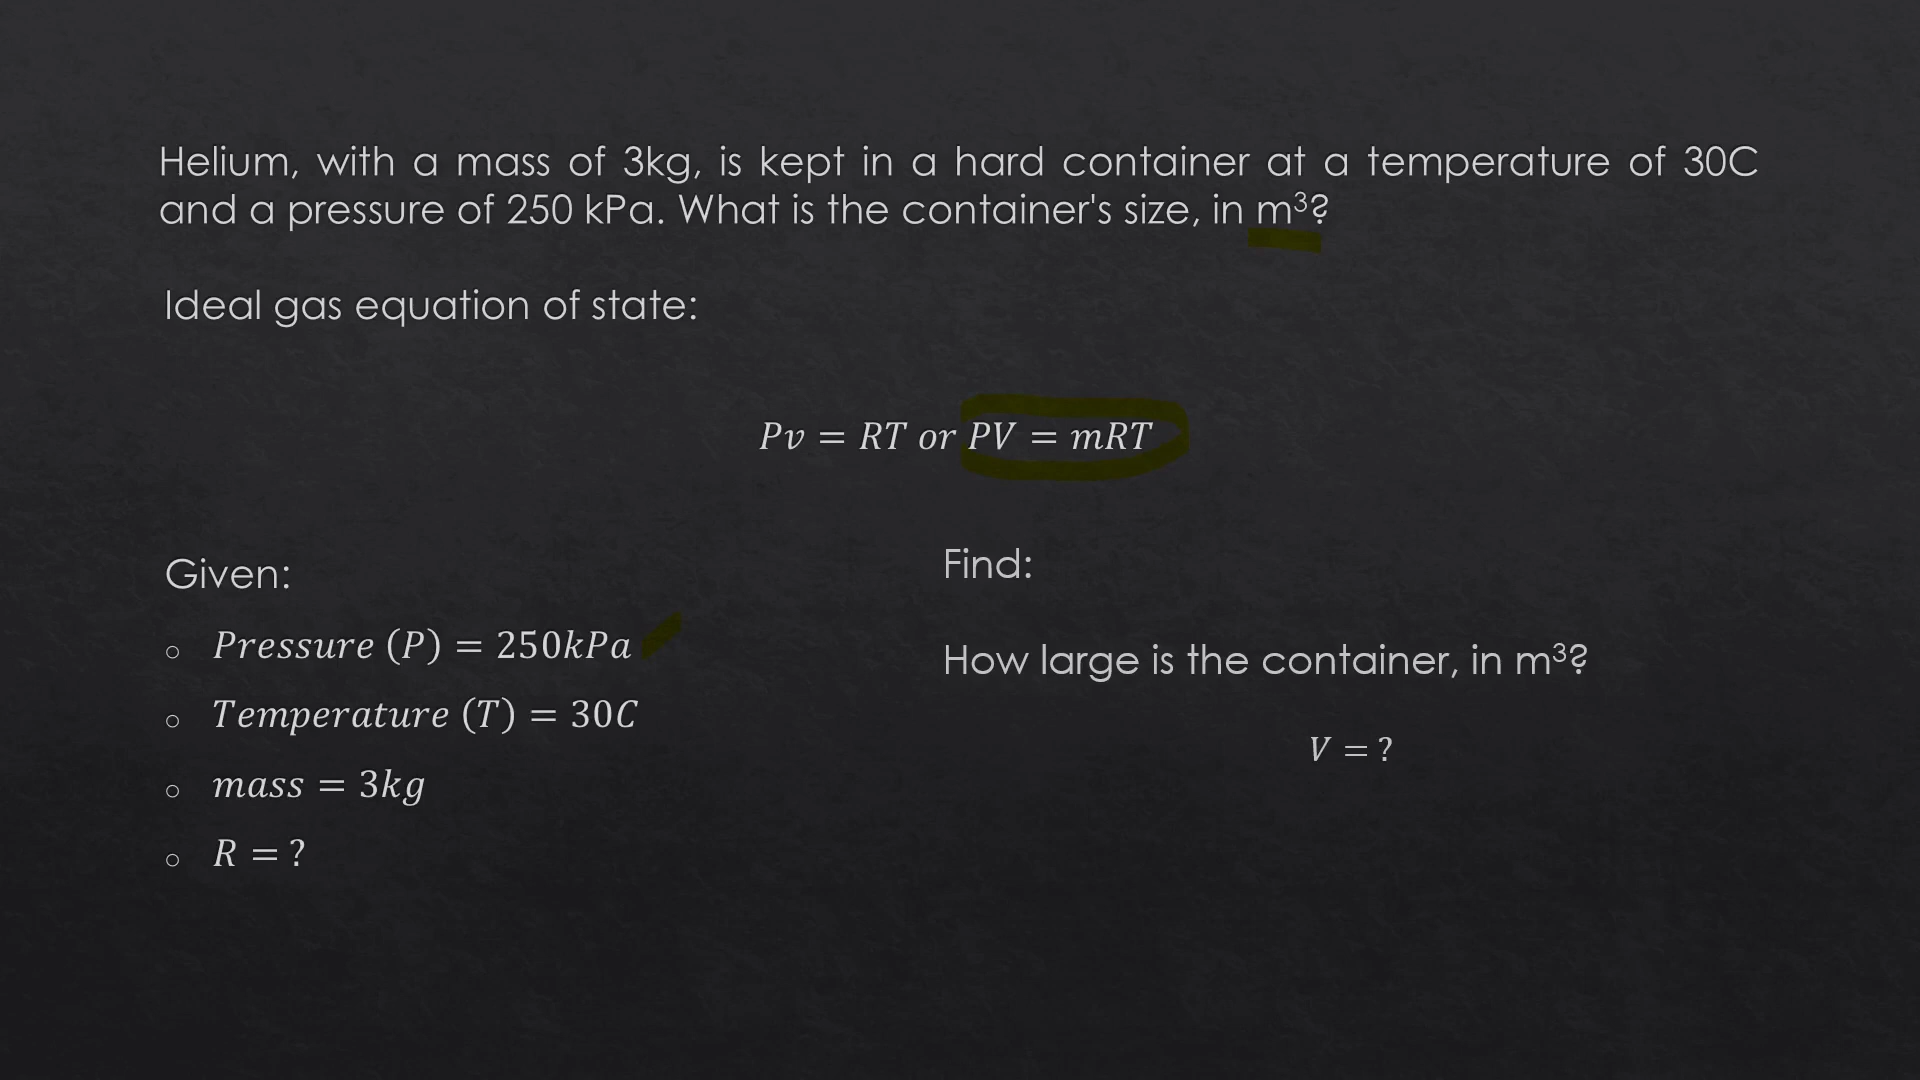 Helium, with a mass of 3kg, is kept in a hard container at a temperature of 30C
and a pressure of 250 kPa. What is the container's size, in m³?
Ideal gas equation of state:
Pv = RT or PV = mRT
Given:
○ Pressure (P) = 250kPa
○ Temperature (T) = 30C
○ mass = 3kg
○ R = ?
Find:
How large is the container, in m³?
V = ?